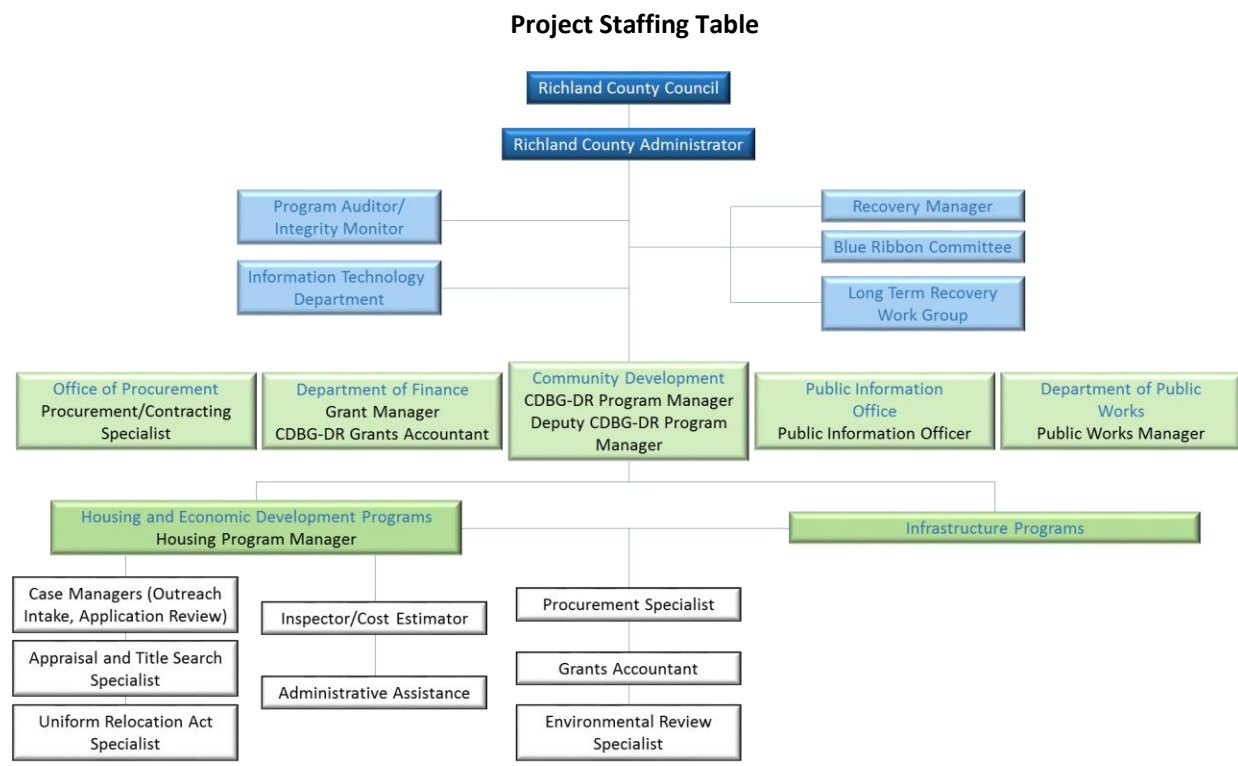 Project Staffing Table
Richland County Council
Richland County Administrator
Program Auditor/
Integrity Monitor
Information Technology
Department
Recovery Manager
Blue Ribbon Committee
Long Term Recovery
Work Group
Office of Procurement
Procurement/Contracting
Specialist
Department of Finance
Grant Manager
CDBG-DR Grants Accountant
Community Development
CDBG-DR Program Manager
Deputy CDBG-DR Program
Manager
Public Information
Office
Public Information Officer
Department of Public
Works
Public Works Manager
Housing and Economic Development Programs
Housing Program Manager
Infrastructure Programs
Case Managers (Outreach
Intake, Application Review)
Appraisal and Title Search
Specialist
Uniform Relocation Act
Specialist
Inspector/Cost Estimator
Administrative Assistance
Procurement Specialist
Grants Accountant
Environmental Review
Specialist